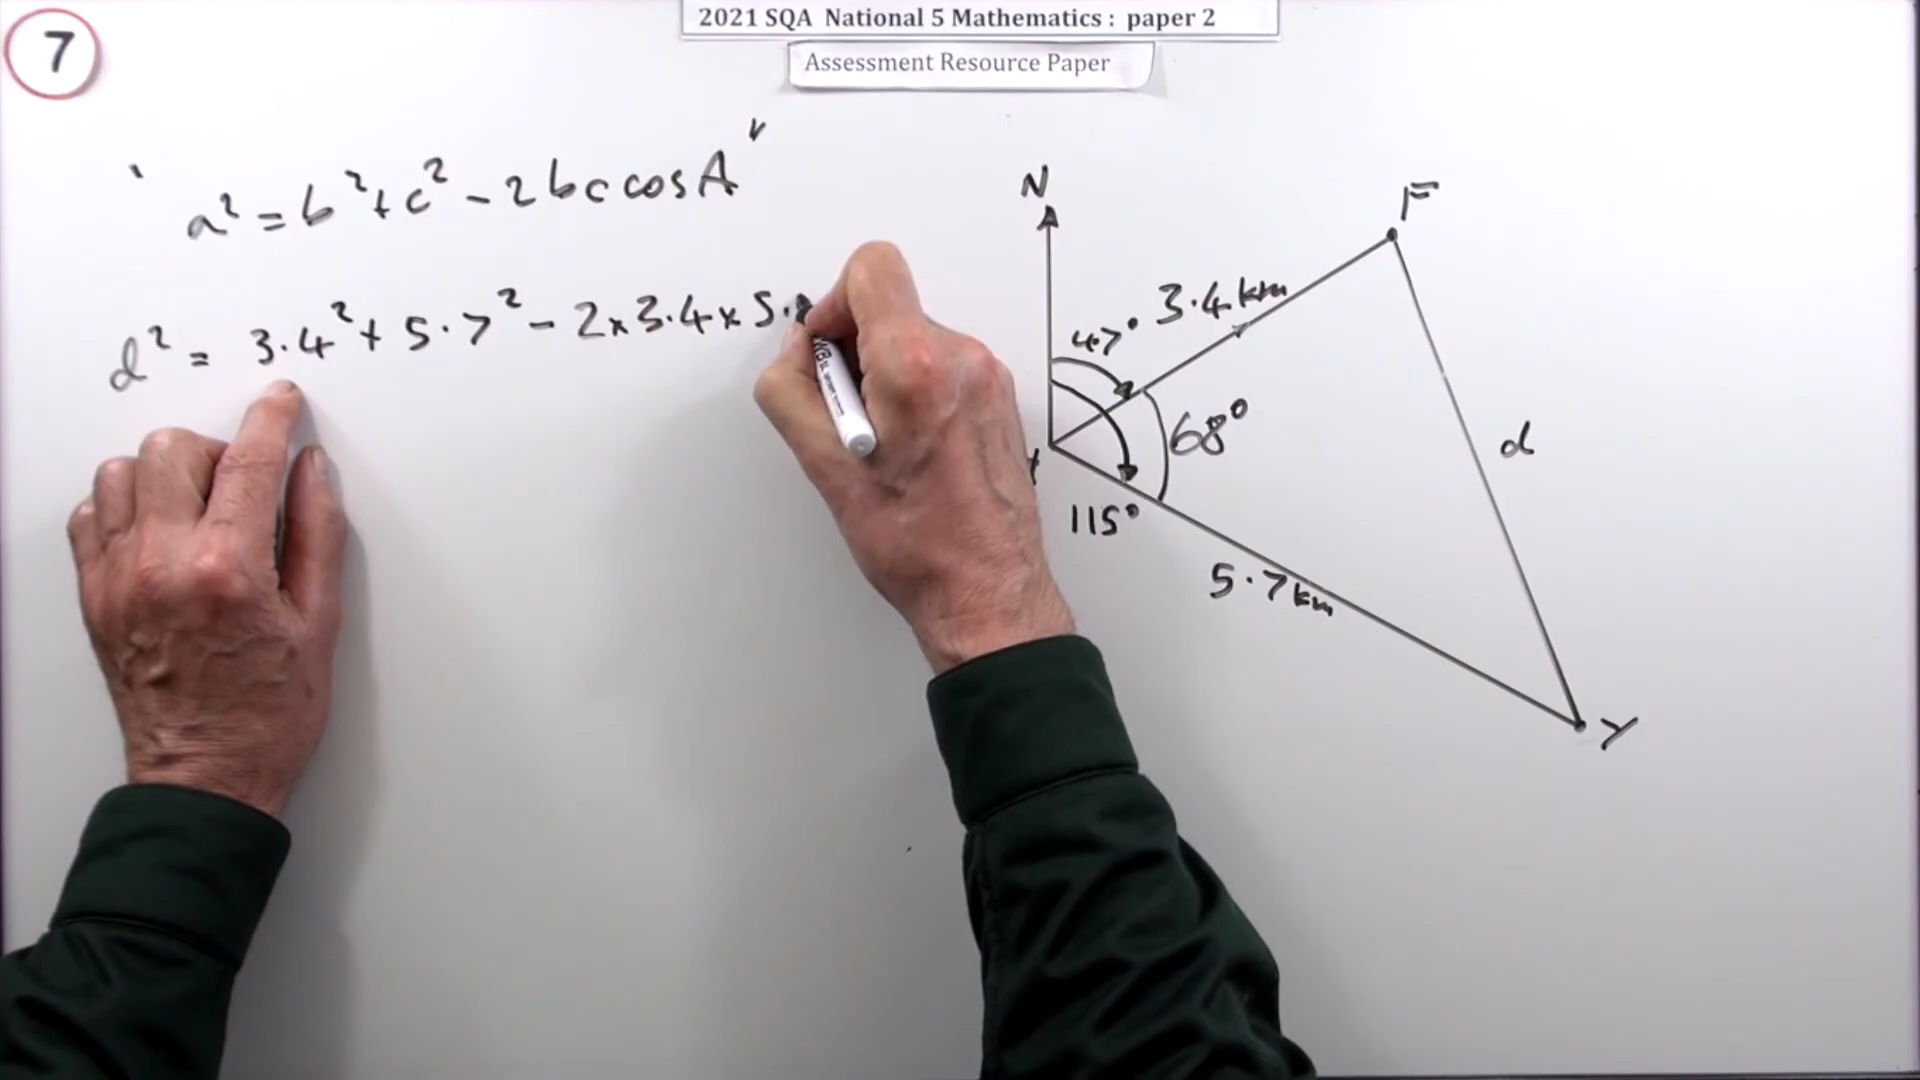 2021 SQA National 5 Mathematics : paper 2
Assessment Resource Paper
7
a² = b² + c² - 2bc cos A
d² = 3.4² + 5.7² - 2 x 3.4 x 5.
N
F
47° 3.4 km
68°
d
115°
5.7 km
Y